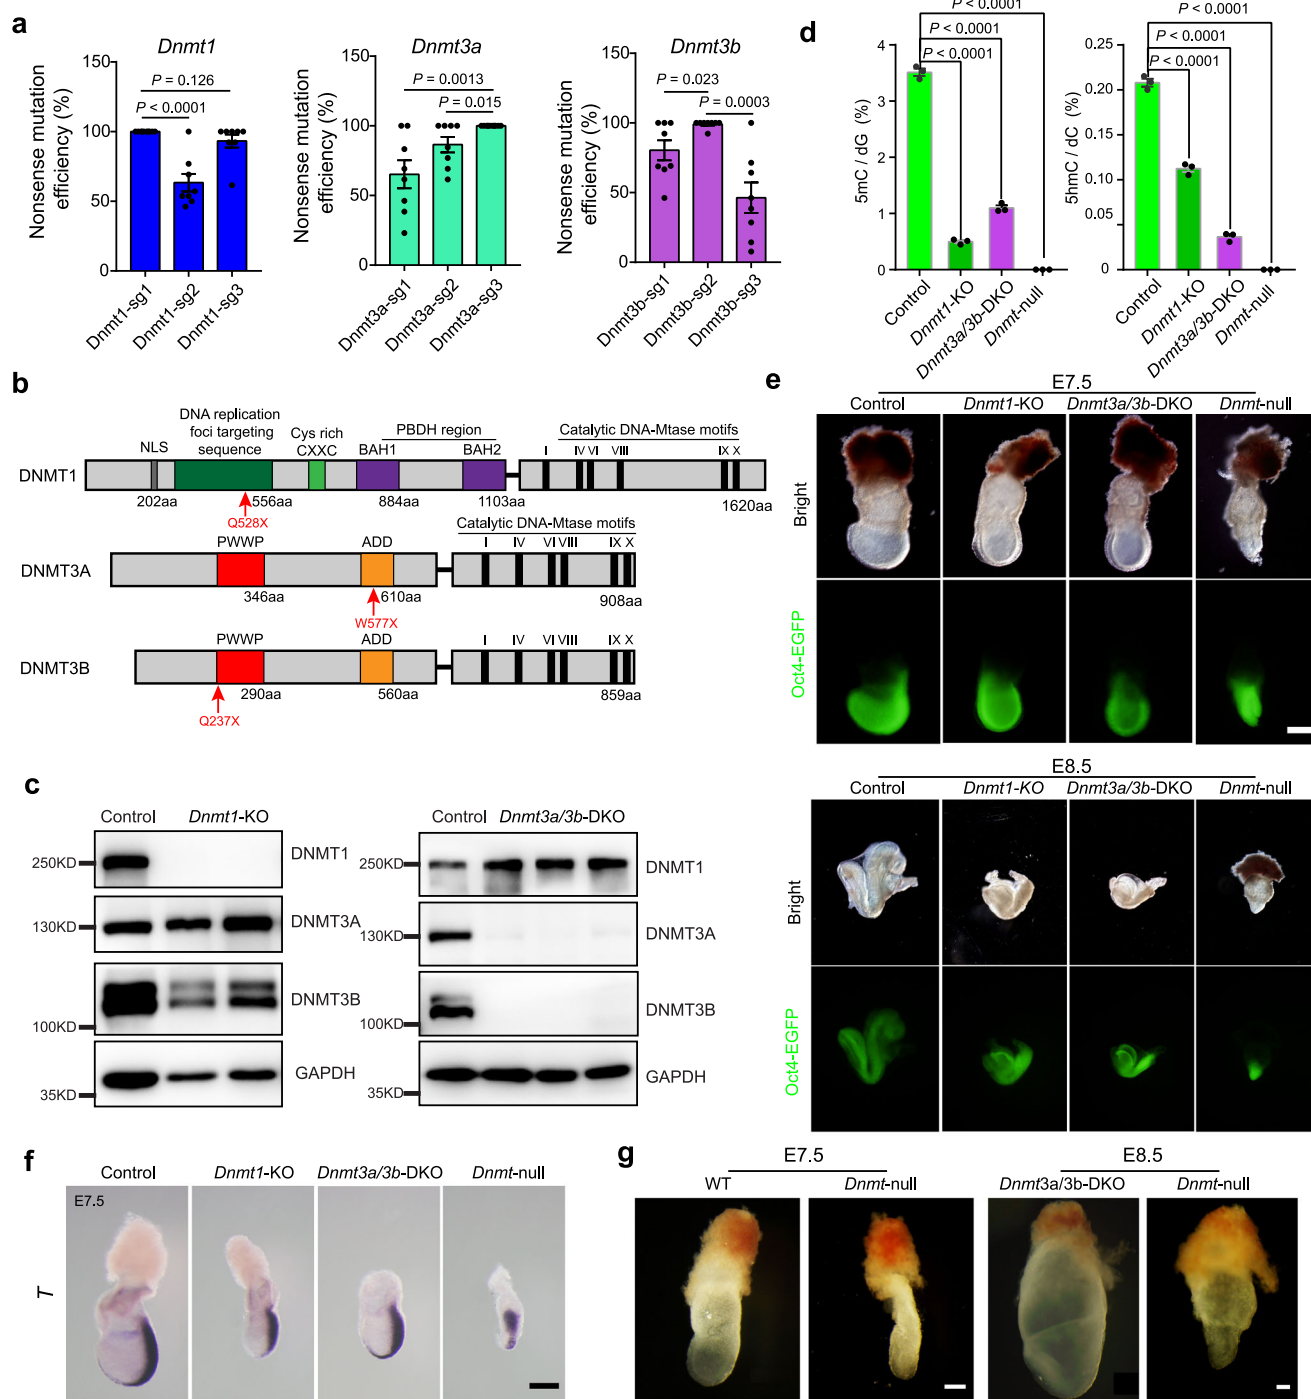 a
Dnmt1
Nonsense mutation
efficiency (%)
150
100
50
0
P = 0.126
P < 0.0001
Dnmt1-sg1
Dnmt1-sg2
Dnmt1-sg3
Dnmt3a
Nonsense mutation
efficiency (%)
150
100
50
0
P = 0.0013
P = 0.015
Dnmt3a-sg1
Dnmt3a-sg2
Dnmt3a-sg3
Dnmt3b
Nonsense mutation
efficiency (%)
150
100
50
0
P = 0.023
P = 0.0003
Dnmt3b-sg1
Dnmt3b-sg2
Dnmt3b-sg3
d
P < 0.0001
P < 0.0001
P < 0.0001
5mC / dG (%)
4
3
2
1
0
Control
Dnmt1-KO
Dnmt3a/3b-DKO
Dnmt-null
P < 0.0001
P < 0.0001
P < 0.0001
5hmC / dC (%)
0.25
0.20
0.15
0.10
0.05
0
Control
Dnmt1-KO
Dnmt3a/3b-DKO
Dnmt-null
b
DNMT1
NLS
DNA replication
foci targeting
sequence
Cys rich
CXXC
PBDH region
BAH1 BAH2
Catalytic DNA-Mtase motifs
I IV VI VIII IX X
202aa 556aa 884aa 1103aa 1620aa
Q528X
DNMT3A
PWWP ADD
Catalytic DNA-Mtase motifs
I IV VI VIII IX X
346aa 610aa 908aa
W577X
DNMT3B
PWWP ADD
I IV VI VIII IX X
290aa 560aa 859aa
Q237X
c
Control Dnmt1-KO
250KD DNMT1
130KD DNMT3A
100KD DNMT3B
35KD GAPDH
Control Dnmt3a/3b-DKO
250KD DNMT1
130KD DNMT3A
100KD DNMT3B
35KD GAPDH
e
E7.5
Control Dnmt1-KO Dnmt3a/3b-DKO Dnmt-null
Bright
Oct4-EGFP
E8.5
Control Dnmt1-KO Dnmt3a/3b-DKO Dnmt-null
Bright
Oct4-EGFP
f
Control Dnmt1-KO Dnmt3a/3b-DKO Dnmt-null
E7.5
T
g
E7.5 E8.5
WT Dnmt-null Dnmt3a/3b-DKO Dnmt-null